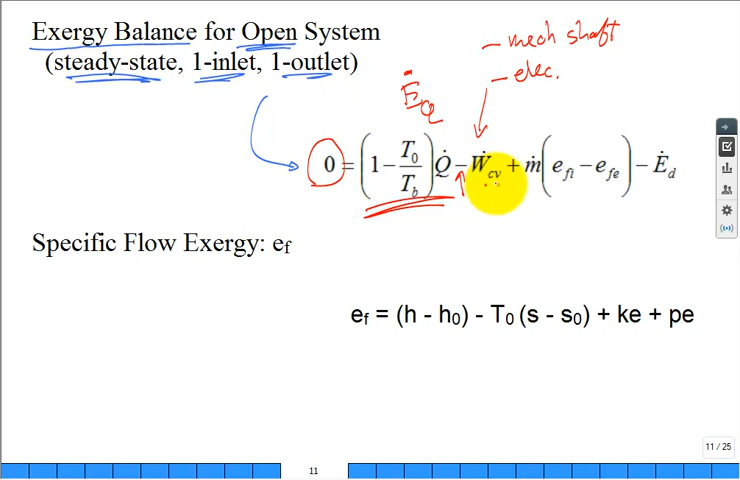 Exergy Balance for Open System
(steady-state, 1-inlet, 1-outlet)
– mech shaft
– elec.
Ė_Q
0 = (1 − T₀/T_b) Q̇ − Ẇ_cv + ṁ(e_fi − e_fe) − Ė_d
Specific Flow Exergy: e_f
e_f = (h - h₀) - T₀ (s - s₀) + ke + pe
11 / 25
11